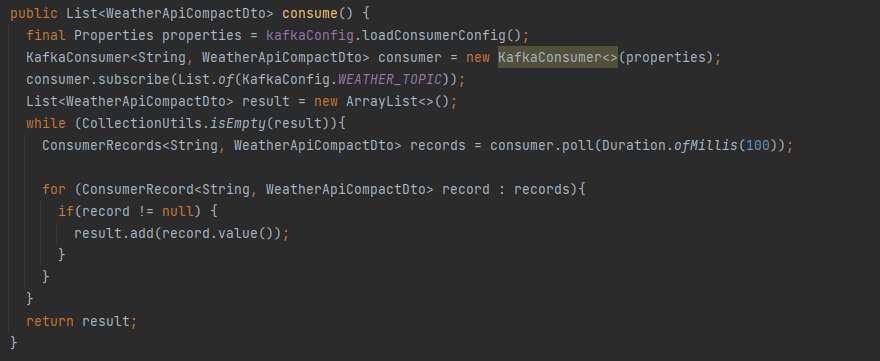 public List<WeatherApiCompactDto> consume() {
final Properties properties = kafkaConfig.loadConsumerConfig();
KafkaConsumer<String, WeatherApiCompactDto> consumer = new KafkaConsumer<>(properties);
consumer.subscribe(List.of(KafkaConfig.WEATHER_TOPIC));
List<WeatherApiCompactDto> result = new ArrayList<>();
while (CollectionUtils.isEmpty(result)){
ConsumerRecords<String, WeatherApiCompactDto> records = consumer.poll(Duration.ofMillis(100));
for (ConsumerRecord<String, WeatherApiCompactDto> record : records){
if(record != null) {
result.add(record.value());
}
}
}
return result;
}